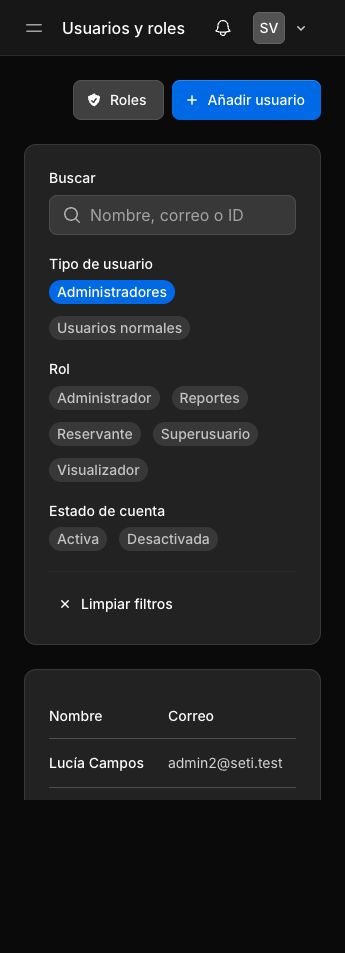 Usuarios y roles
SV
Roles
Añadir usuario
Buscar
Nombre, correo o ID
Tipo de usuario
Administradores
Usuarios normales
Rol
Administrador Reportes
Reservante Superusuario
Visualizador
Estado de cuenta
Activa Desactivada
Limpiar filtros
Nombre Correo
Lucía Campos admin2@seti.test